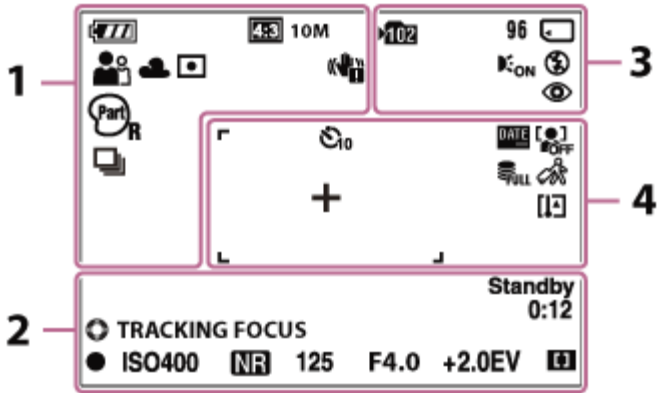 4:3 10M
102 96
ON
1
3
Part
R
10
DATE
OFF
FULL
4
Standby
0:12
2
TRACKING FOCUS
ISO400 NR 125 F4.0 +2.0EV